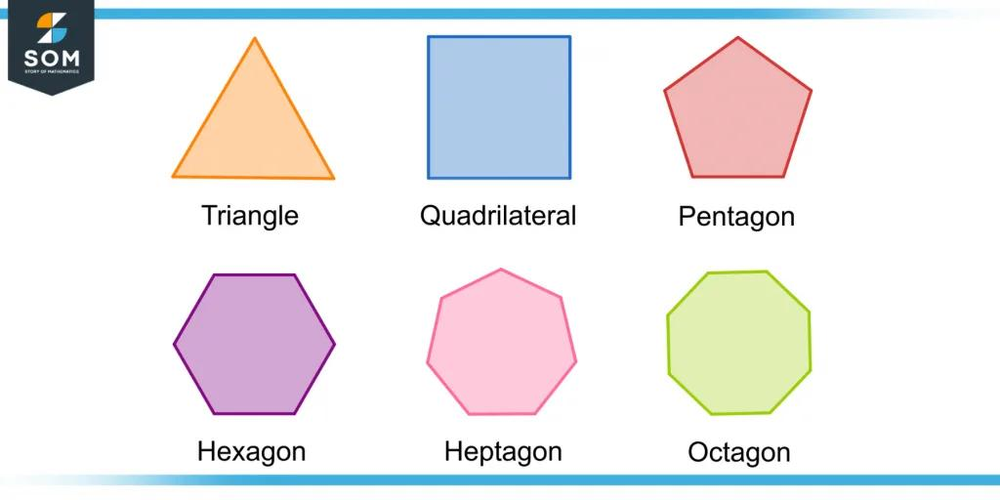 SOM
STORY OF MATHEMATICS
Triangle
Quadrilateral
Pentagon
Hexagon
Heptagon
Octagon